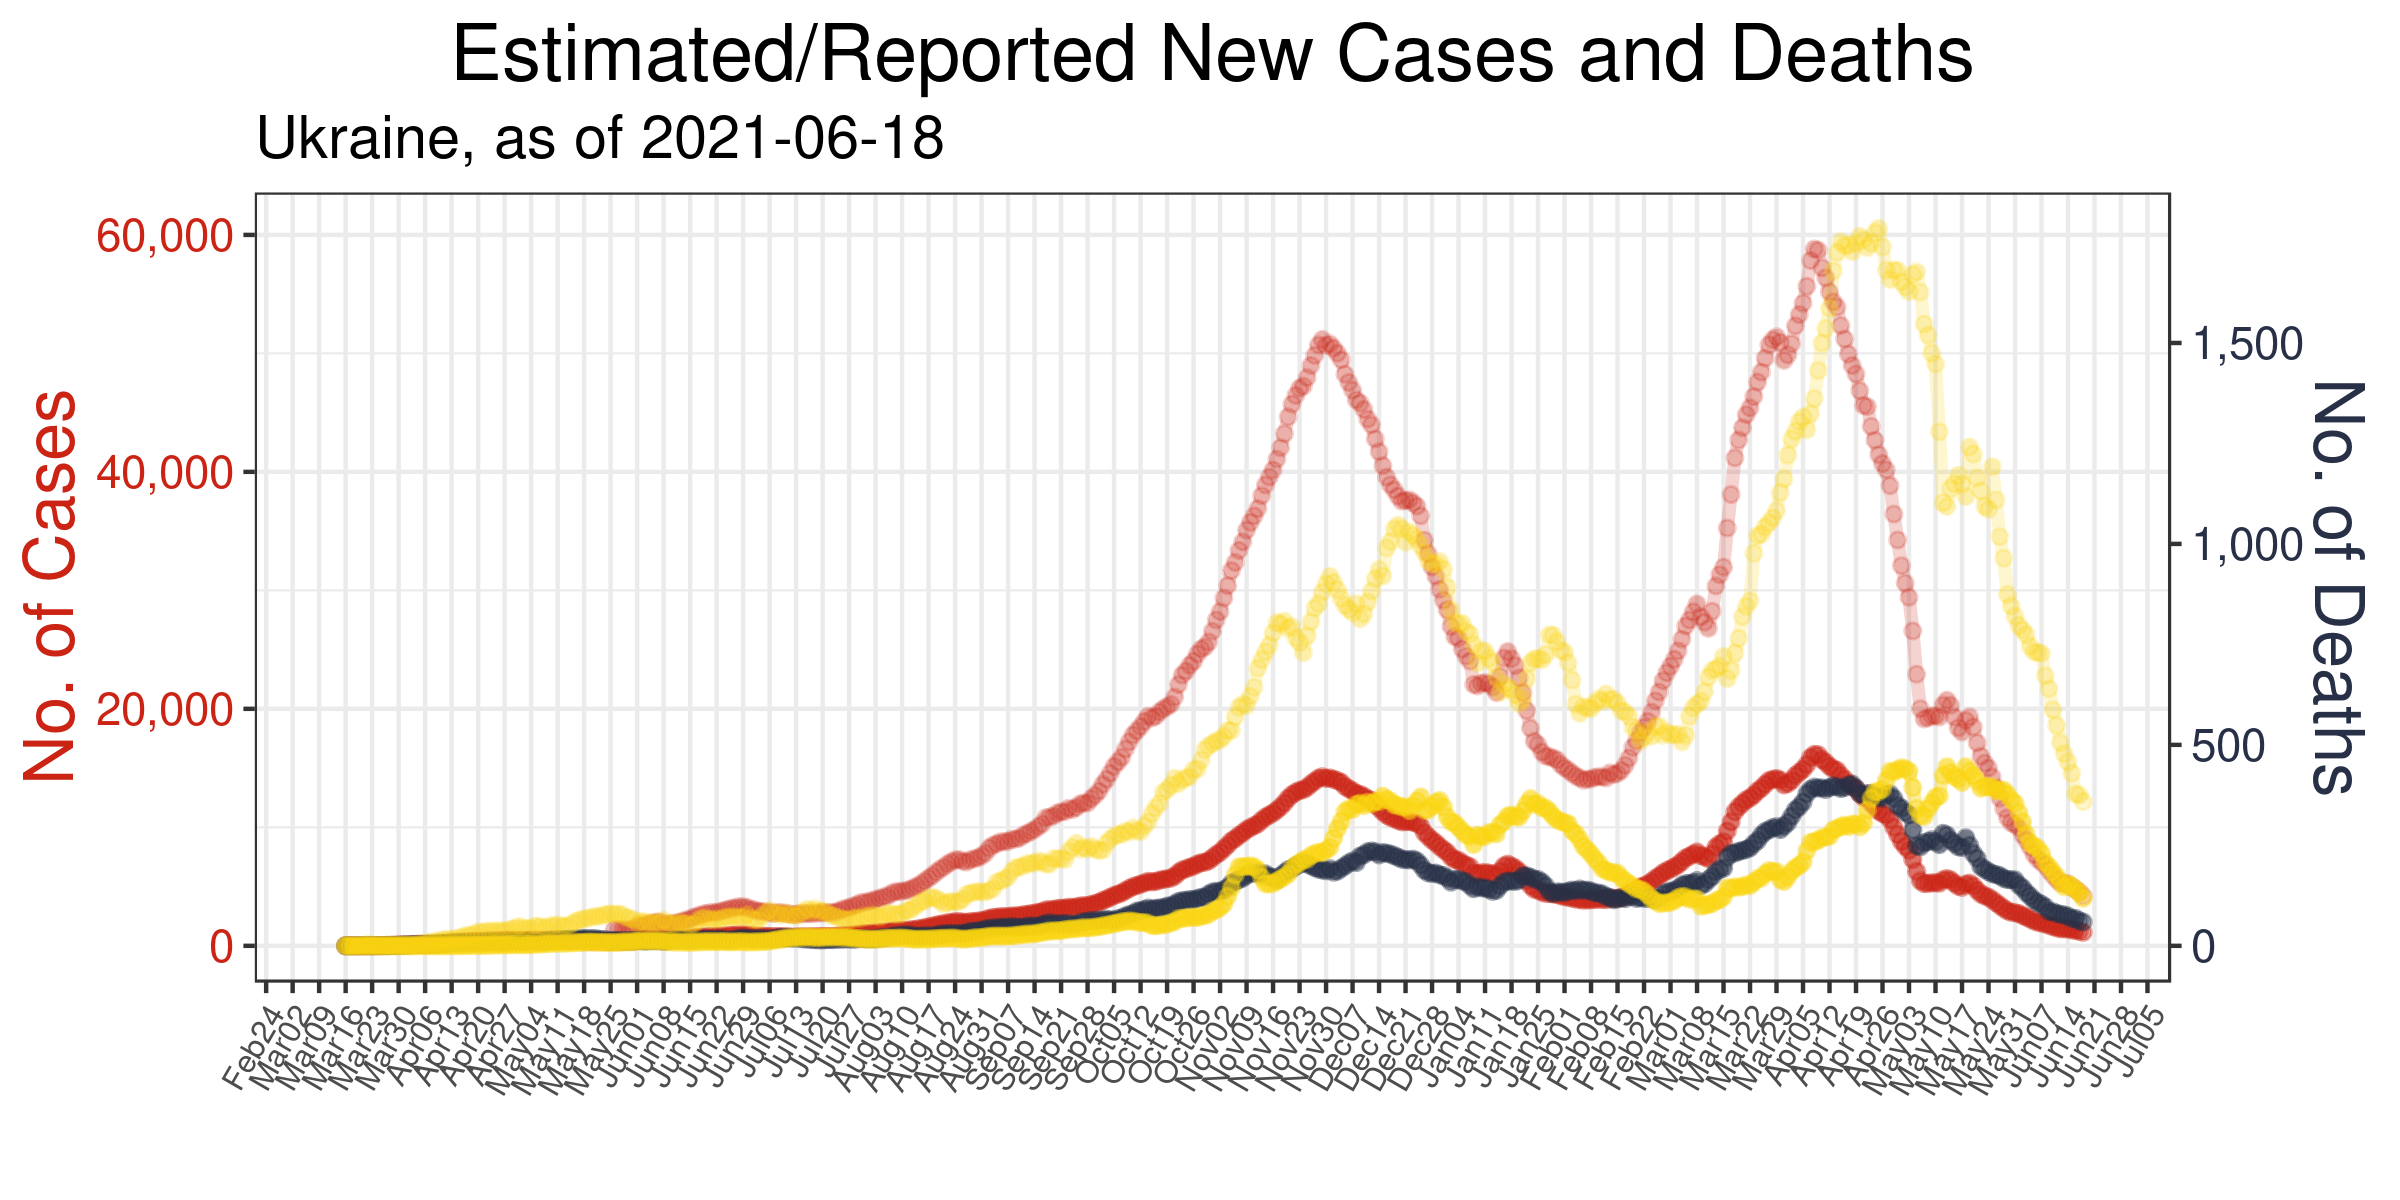 Estimated/Reported New Cases and Deaths
Ukraine, as of 2021-06-18
No. of Cases
60,000
40,000
20,000
0
1,500
1,000
500
0
No. of Deaths
Feb24
Mar02
Mar09
Mar16
Mar23
Mar30
Apr06
Apr13
Apr20
Apr27
May04
May11
May18
May25
Jun01
Jun08
Jun15
Jun22
Jun29
Jul06
Jul13
Jul20
Jul27
Aug03
Aug10
Aug17
Aug24
Aug31
Sep07
Sep14
Sep21
Sep28
Oct05
Oct12
Oct19
Oct26
Nov02
Nov09
Nov16
Nov23
Nov30
Dec07
Dec14
Dec21
Dec28
Jan04
Jan11
Jan18
Jan25
Feb01
Feb08
Feb15
Feb22
Mar01
Mar08
Mar15
Mar22
Mar29
Apr05
Apr12
Apr19
Apr26
May03
May10
May17
May24
May31
Jun07
Jun14
Jun21
Jun28
Jul05